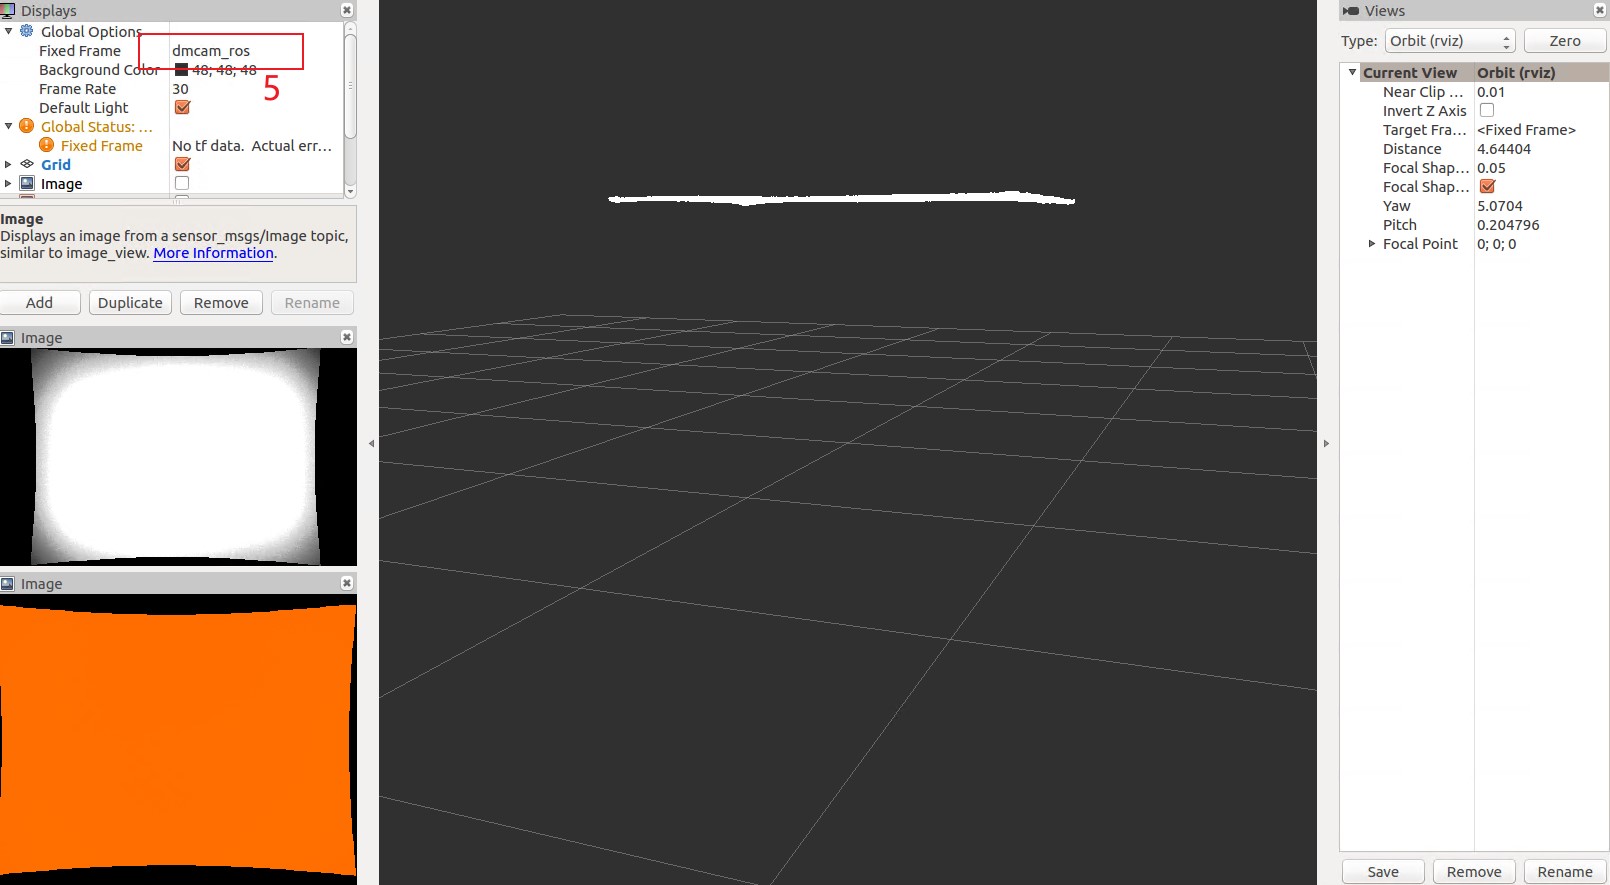 Displays
Global Options
Fixed Frame dmcam_ros
Background Color 48; 48; 48
5
Frame Rate 30
Default Light
Global Status: ...
Fixed Frame No tf data. Actual err...
Grid
Image
Image
Displays an image from a sensor_msgs/Image topic,
similar to image_view. More Information.
Add Duplicate Remove Rename
Image
Image
Views
Type: Orbit (rviz) Zero
Current View Orbit (rviz)
Near Clip ... 0.01
Invert Z Axis
Target Fra... <Fixed Frame>
Distance 4.64404
Focal Shap... 0.05
Focal Shap...
Yaw 5.0704
Pitch 0.204796
Focal Point 0; 0; 0
Save Remove Rename